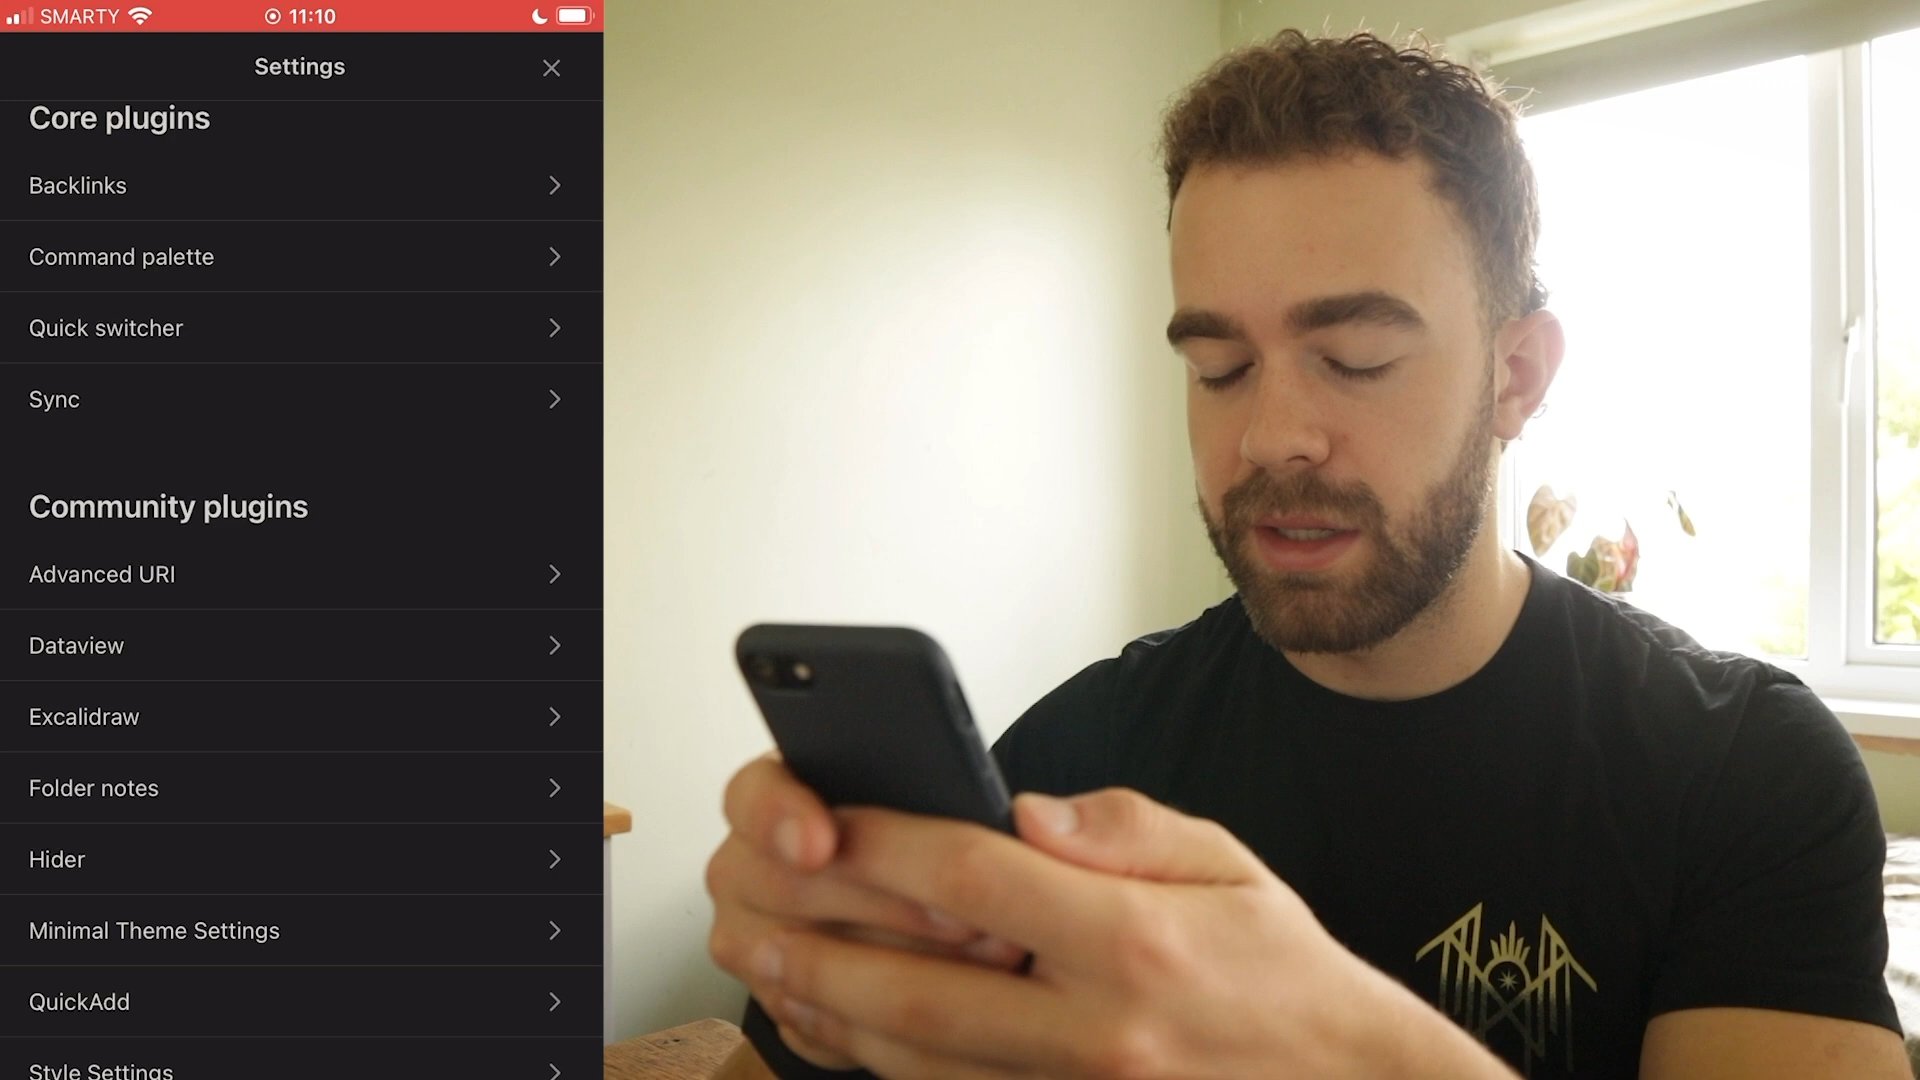 SMARTY 11:10
Settings
Core plugins
Backlinks
Command palette
Quick switcher
Sync
Community plugins
Advanced URI
Dataview
Excalidraw
Folder notes
Hider
Minimal Theme Settings
QuickAdd
Style Settings